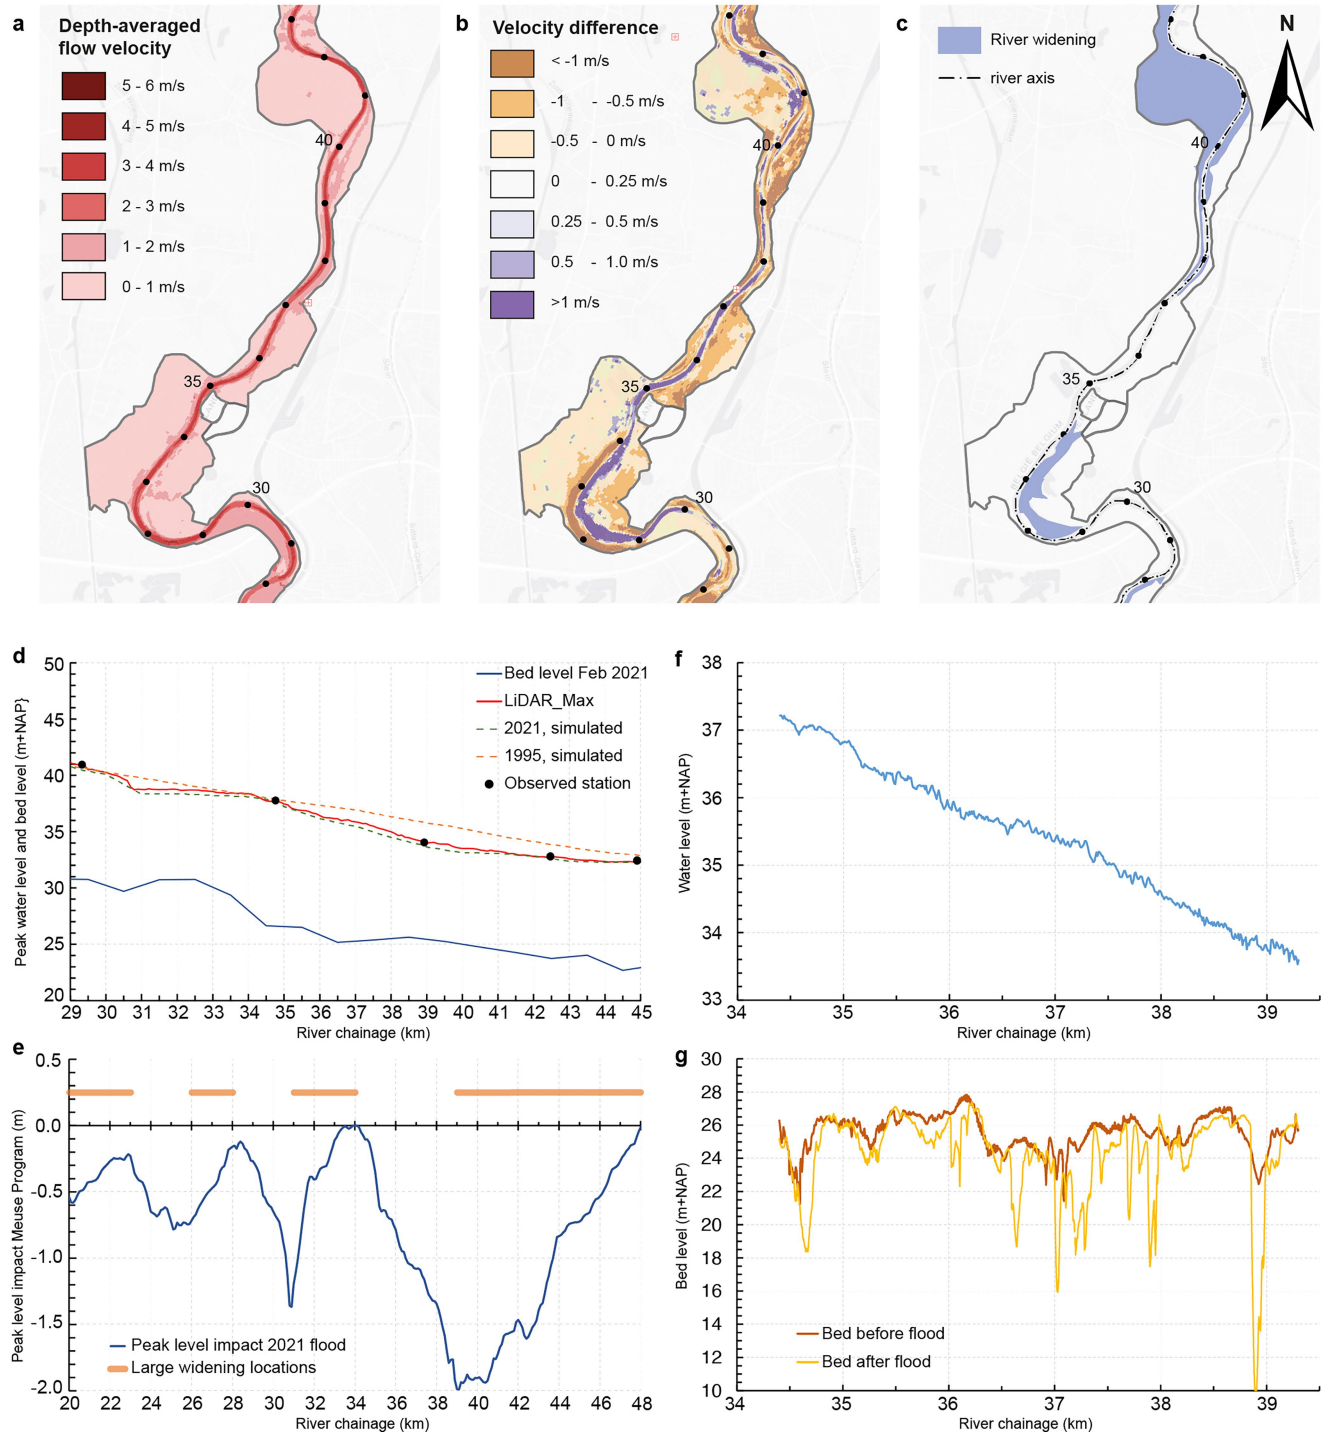 a
Depth-averaged
flow velocity
5 - 6 m/s
4 - 5 m/s
3 - 4 m/s
2 - 3 m/s
1 - 2 m/s
0 - 1 m/s
40
35
30
b
Velocity difference
< -1 m/s
-1 - -0.5 m/s
-0.5 - 0 m/s
0 - 0.25 m/s
0.25 - 0.5 m/s
0.5 - 1.0 m/s
>1 m/s
40
35
30
c
River widening
river axis
N
40
35
30
d
Peak water level and bed level (m+NAP}
50
45
40
35
30
25
20
Bed level Feb 2021
LiDAR_Max
2021, simulated
1995, simulated
Observed station
29 30 31 32 33 34 35 36 37 38 39 40 41 42 43 44 45
River chainage (km)
e
Peak level impact Meuse Program (m)
0.5
0.0
-0.5
-1.0
-1.5
-2.0
Peak level impact 2021 flood
Large widening locations
20 22 24 26 28 30 32 34 36 38 40 42 44 46 48
River chainage (km)
f
Water level (m+NAP)
38
37
36
35
34
33
34 35 36 37 38 39
River chainage (km)
g
Bed level (m+NAP)
30
28
26
24
22
20
18
16
14
12
10
Bed before flood
Bed after flood
34 35 36 37 38 39
River chainage (km)